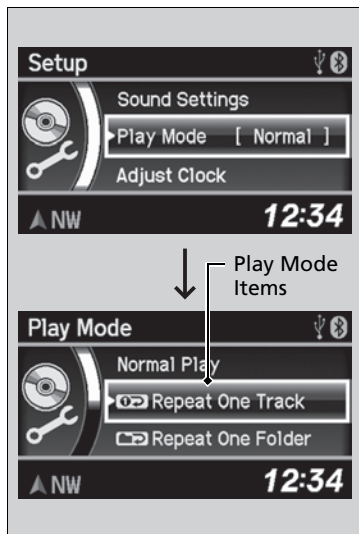 Setup
Sound Settings
Play Mode [ Normal ]
Adjust Clock
NW
12:34
Play Mode
Items
Play Mode
Normal Play
Repeat One Track
Repeat One Folder
NW
12:34